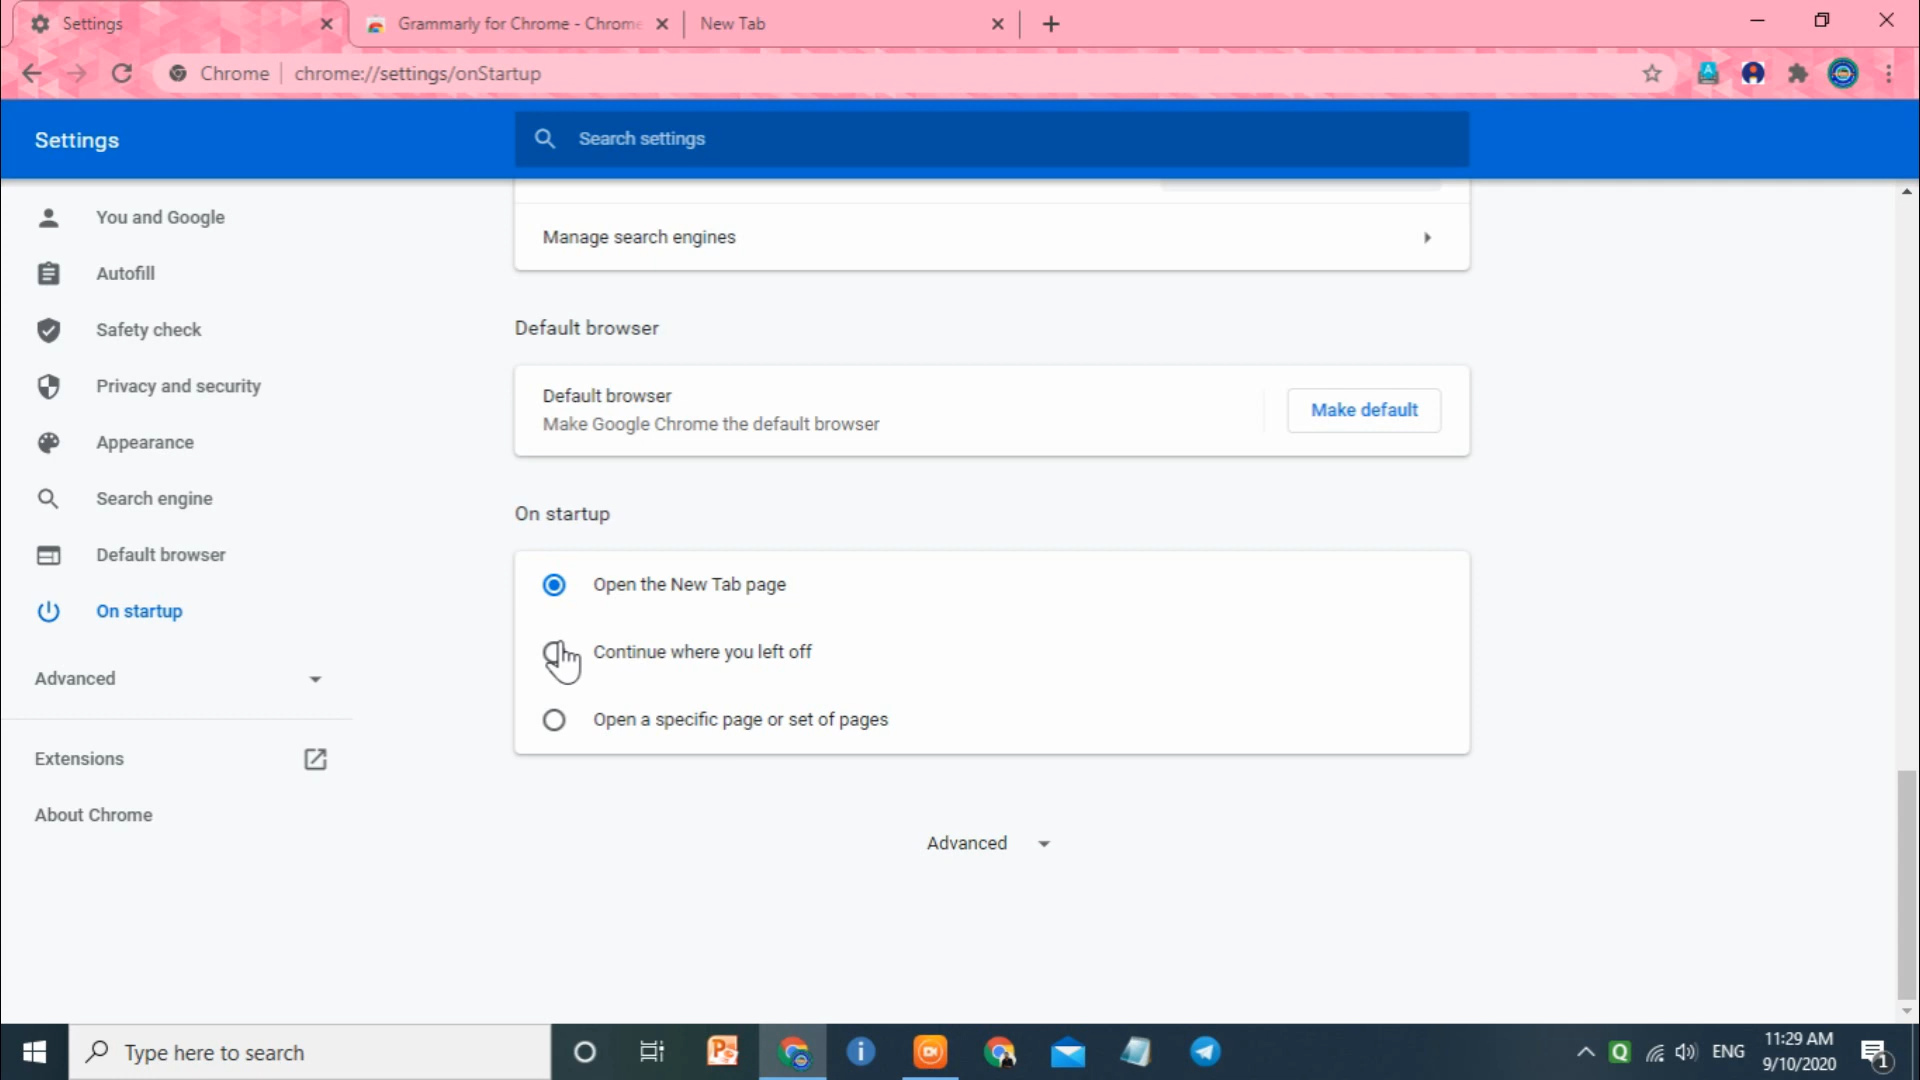 Settings
Grammarly for Chrome - Chrome
New Tab
Chrome
chrome://settings/onStartup
Settings
Search settings
You and Google
Autofill
Safety check
Privacy and security
Appearance
Search engine
Default browser
On startup
Advanced
Extensions
About Chrome
Manage search engines
Default browser
Default browser
Make Google Chrome the default browser
Make default
On startup
Open the New Tab page
Continue where you left off
Open a specific page or set of pages
Advanced
Type here to search
ENG
11:29 AM
9/10/2020
1